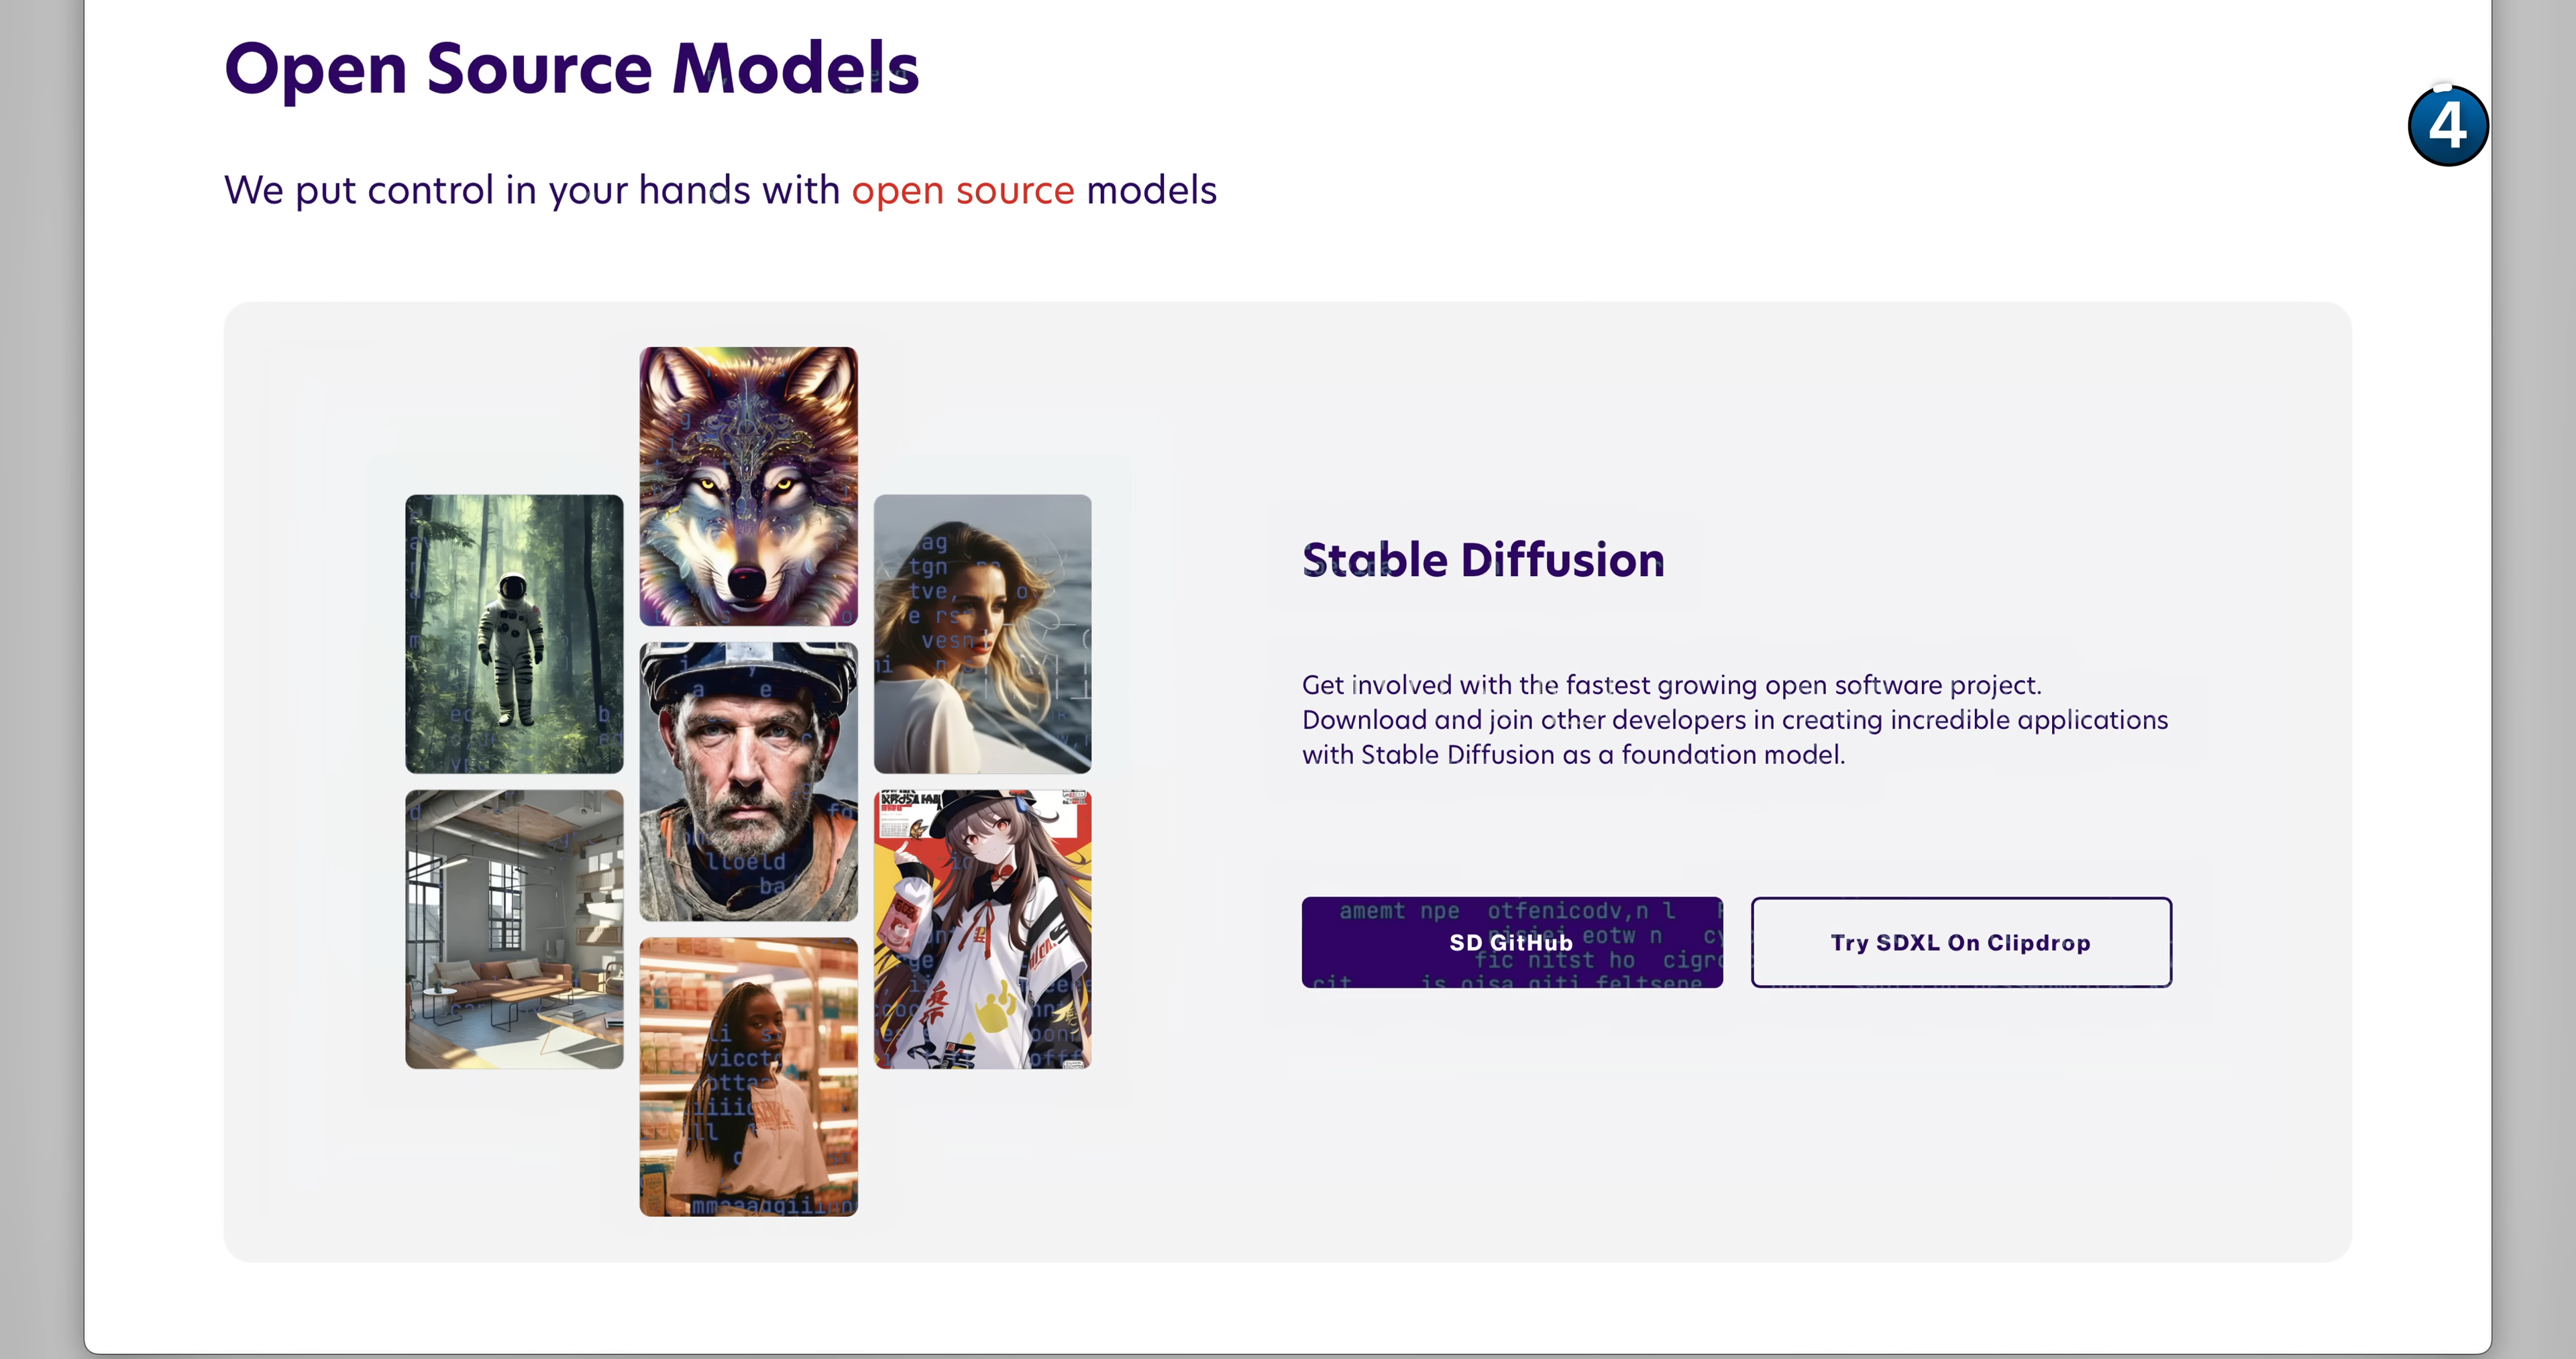 Open Source Models
4
We put control in your hands with open source models
Stable Diffusion
Get involved with the fastest growing open software project.
Download and join other developers in creating incredible applications
with Stable Diffusion as a foundation model.
SD GitHub
Try SDXL On Clipdrop